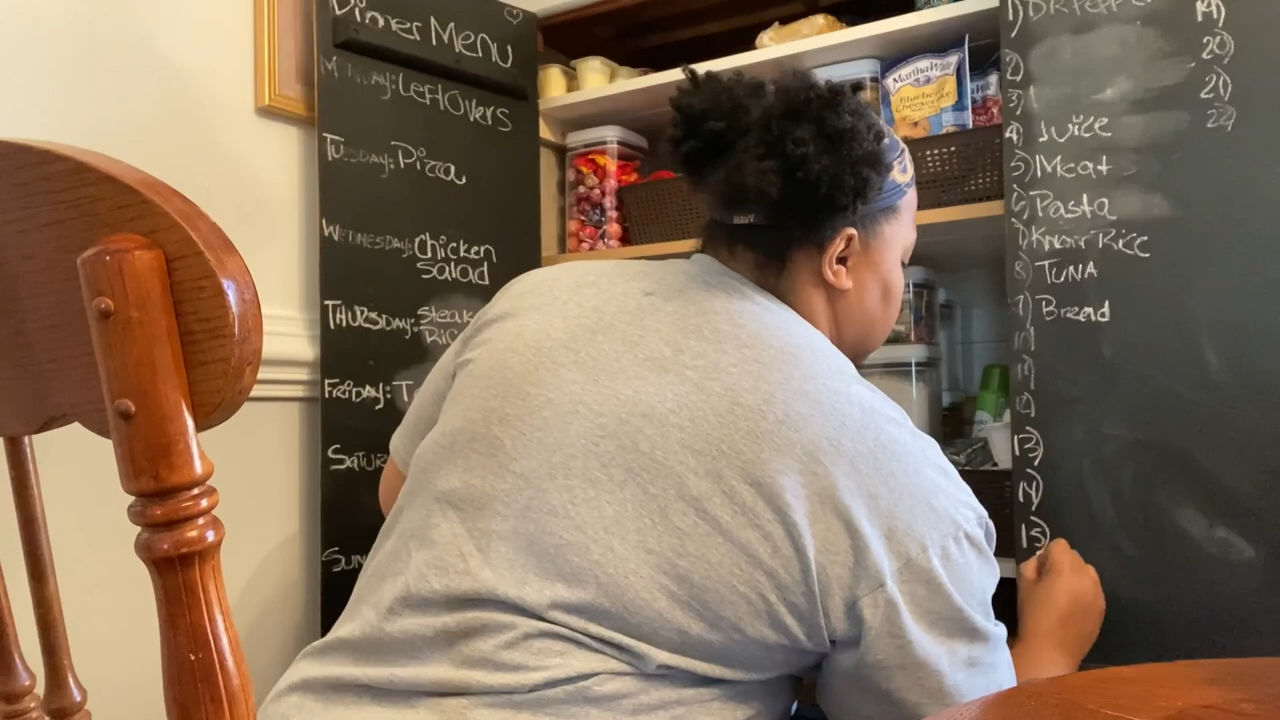 Dinner Menu
MONDAY: LeftOvers
TUESDAY: Pizza
WEDNESDAY: Chicken
Salad
THURSDAY: Steak
FRIDAY:
NAVY
Martha White
Blueberry
Cheesecake
1) DR Pepper
2)
3)
4) Juice
5) Meat
6) Pasta
7) Knorr Rice
8) TUNA
9) Bread
10)
11)
12)
13)
14)
15)
19)
20)
21)
22)